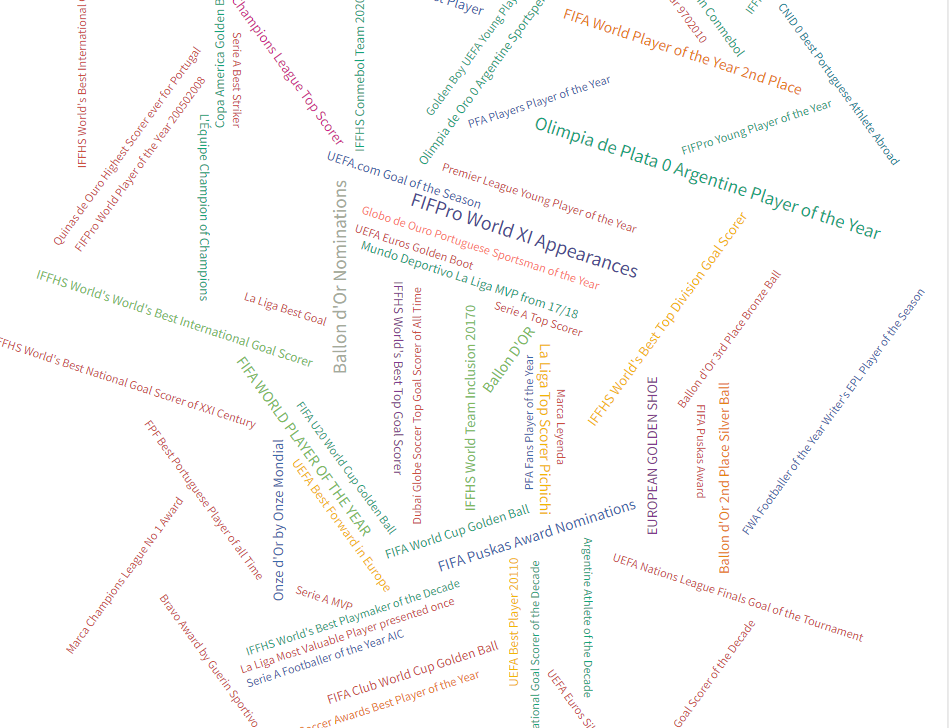 IFFHS World's Best International G
Copa America Golden B
Serie A Best Striker
Champions League Top Scorer
IFFHS Conmebol Team 2020
st Player
Golden Boy UEFA Young Play
Olimpia de Oro 0 Argentine Sportspe
FIFA World Player of the Year 2nd Place
ar 9702010
n Conmebol
IFF
CNID 0 Best Portuguese Athlete Abroad
Quinas de Ouro Highest Scorer ever for Portugal
FIFPro World Player of the Year 200502008
L'Equipe Champion of Champions
PFA Players Player of the Year
Olimpia de Plata 0 Argentine Player of the Year
FIFPro Young Player of the Year
UEFA.com Goal of the Season
Premier League Young Player of the Year
FIFPro World XI Appearances
Ballon d'Or Nominations
Globo de Ouro Portuguese Sportsman of the Year
UEFA Euros Golden Boot
Mundo Deportivo La Liga MVP from 17/18
IFFHS World's World's Best International Goal Scorer
La Liga Best Goal
Serie A Top Scorer
IFFHS World's Best Top Division Goal Scorer
Ballon d'Or 3rd Place Bronze Ball
FWA Footballer of the Year Writer's EPL Player of the Season
FFHS World's Best National Goal Scorer of XXI Century
FIFA WORLD PLAYER OF THE YEAR
FIFA U20 World Cup Golden Ball
IFFHS World's Best Top Goal Scorer
Dubai Globe Soccer Top Goal Scorer of All Time
IFFHS World Team Inclusion 20170
Ballon D'OR
PFA Fans Player of the Year
La Liga Top Scorer Pichichi
Marca Leyenda
EUROPEAN GOLDEN SHOE
FIFA Puskas Award
Ballon d'Or 2nd Place Silver Ball
FPF Best Portuguese Player of all Time
Onze d'Or by Onze Mondial
UEFA Best Forward in Europe
FIFA World Cup Golden Ball
FIFA Puskas Award Nominations
Marca Champions League No 1 Award
Serie A MVP
IFFHS World's Best Playmaker of the Decade
La Liga Most Valuable Player presented once
Serie A Footballer of the Year AIC
UEFA Best Player 20110
ational Goal Scorer of the Decade
Argentine Athlete of the Decade
UEFA Nations League Finals Goal of the Tournament
Bravo Award by Guerin Sportivo
FIFA Club World Cup Golden Ball
occer Awards Best Player of the Year
UEFA Euros Sil
Goal Scorer of the Decade